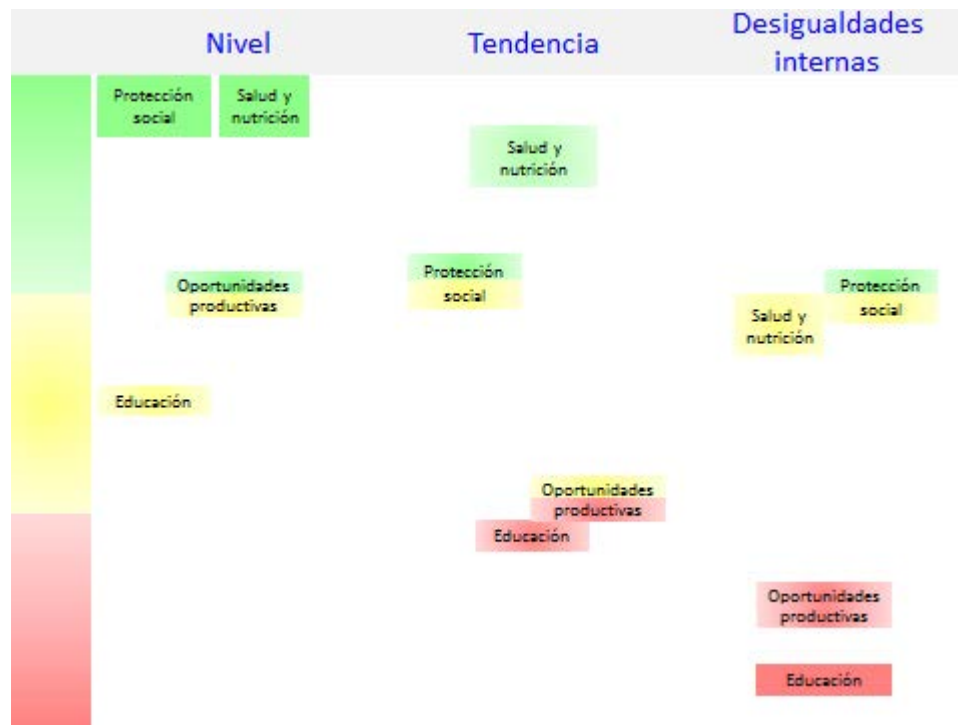 Nivel
Tendencia
Desigualdades
internas
Protección
social
Salud y
nutrición
Salud y
nutrición
Oportunidades
productivas
Protección
social
Protección
social
Salud y
nutrición
Educación
Oportunidades
productivas
Educación
Oportunidades
productivas
Educación